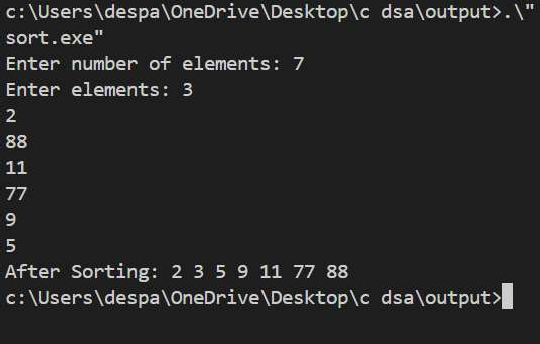 c:\Users\despa\OneDrive\Desktop\c dsa\output>.\"
sort.exe"
Enter number of elements: 7
Enter elements: 3
2
88
11
77
9
5
After Sorting: 2 3 5 9 11 77 88
c:\Users\despa\OneDrive\Desktop\c dsa\output>